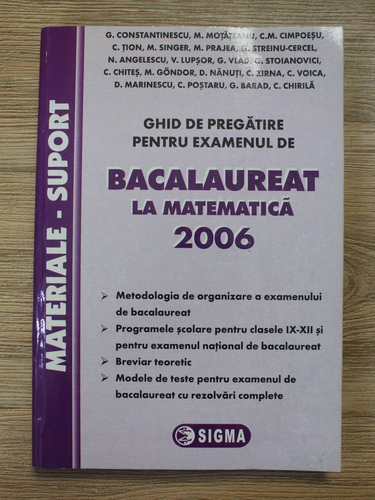 G. CONSTANTINESCU, M. MOTĂȚEANU, C.M. CIMPOEȘU,
C. ȚION, M. SINGER, M. PRAJEA, G. STREINU-CERCEL,
N. ANGELESCU, V. LUPȘOR, G. VLAD, G. STOIANOVICI,
C. CHITEȘ, M. GÖNDOR, D. NĂNUȚI, C. ZIRNA, C. VOICA,
D. MARINESCU, C. POȘTARU, G. BARAD, C. CHIRILĂ
GHID DE PREGĂTIRE
PENTRU EXAMENUL DE
BACALAUREAT
LA MATEMATICĂ
2006
➢ Metodologia de organizare a examenului
de bacalaureat
➢ Programele școlare pentru clasele IX-XII și
pentru examenul național de bacalaureat
➢ Breviar teoretic
➢ Modele de teste pentru examenul de
bacalaureat cu rezolvări complete
SIGMA
MATERIALE - SUPORT